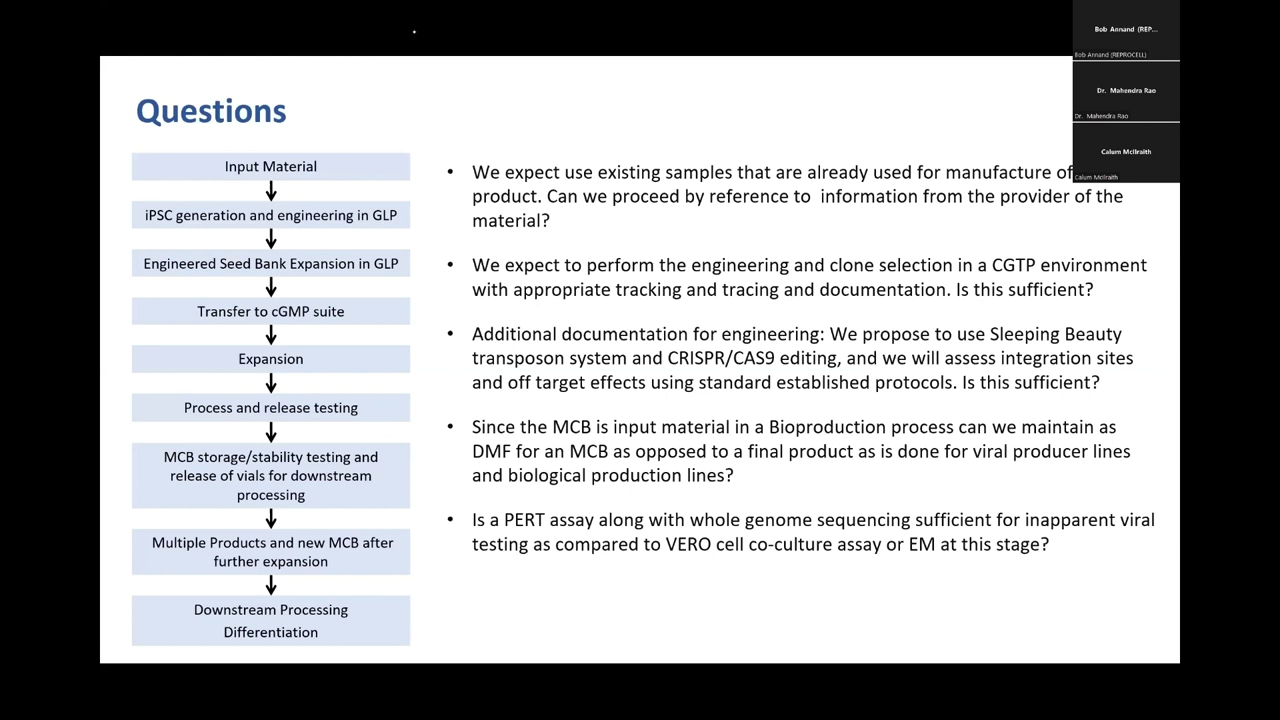 Bob Annand (REP...
Bob Annand (REPROCELL)
Dr. Mahendra Rao
Dr. Mahendra Rao
Calum McIlraith
Calum McIlraith
Questions
Input Material
iPSC generation and engineering in GLP
Engineered Seed Bank Expansion in GLP
Transfer to cGMP suite
Expansion
Process and release testing
MCB storage/stability testing and
release of vials for downstream
processing
Multiple Products and new MCB after
further expansion
Downstream Processing
Differentiation
• We expect use existing samples that are already used for manufacture of
product. Can we proceed by reference to  information from the provider of the
material?
• We expect to perform the engineering and clone selection in a CGTP environment
with appropriate tracking and tracing and documentation. Is this sufficient?
• Additional documentation for engineering: We propose to use Sleeping Beauty
transposon system and CRISPR/CAS9 editing, and we will assess integration sites
and off target effects using standard established protocols. Is this sufficient?
• Since the MCB is input material in a Bioproduction process can we maintain as
DMF for an MCB as opposed to a final product as is done for viral producer lines
and biological production lines?
• Is a PERT assay along with whole genome sequencing sufficient for inapparent viral
testing as compared to VERO cell co-culture assay or EM at this stage?